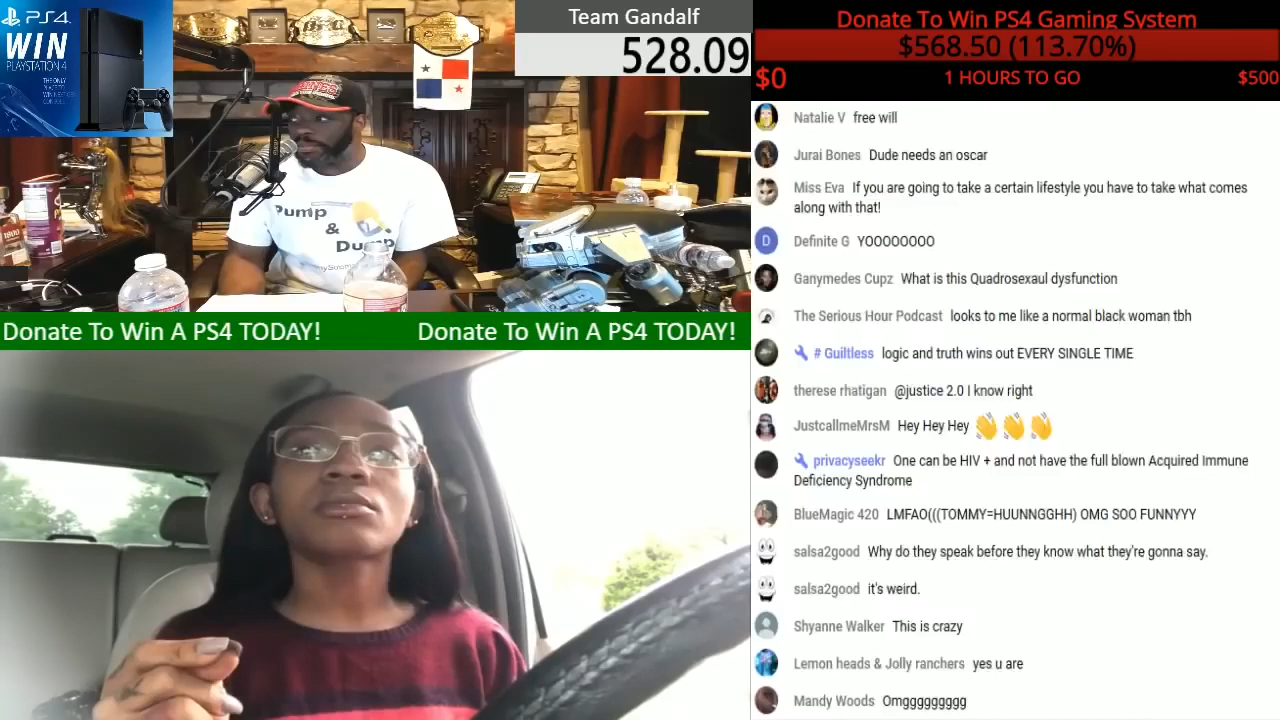 PS4
WIN
PLAYSTATION 4
Team Gandalf
528.09
Pump
&
Dump
Donate To Win A PS4 TODAY! Donate To Win A PS4 TODAY!
Donate To Win PS4 Gaming System
$568.50 (113.70%)
$0 1 HOURS TO GO $500
Natalie V free will
Jurai Bones Dude needs an oscar
Miss Eva If you are going to take a certain lifestyle you have to take what comes
along with that!
D Definite G YOOOOOOOO
Ganymedes Cupz What is this Quadrosexaul dysfunction
The Serious Hour Podcast looks to me like a normal black woman tbh
# Guiltless logic and truth wins out EVERY SINGLE TIME
therese rhatigan @justice 2.0 I know right
JustcallmeMrsM Hey Hey Hey 👋👋👋
privacyseekr One can be HIV + and not have the full blown Acquired Immune
Deficiency Syndrome
BlueMagic 420 LMFAO(((TOMMY=HUUNNGGHH) OMG SOO FUNNYYY
salsa2good Why do they speak before they know what they're gonna say.
salsa2good it's weird.
Shyanne Walker This is crazy
Lemon heads & Jolly ranchers yes u are
Mandy Woods Omggggggggg